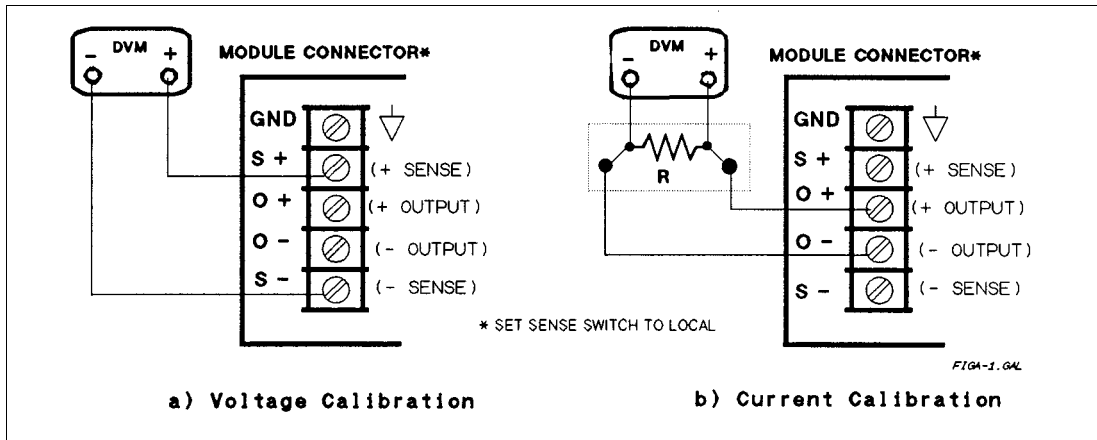 - DVM +
MODULE CONNECTOR*
GND
S +
(+ SENSE)
O +
(+ OUTPUT)
O -
(- OUTPUT)
S -
(- SENSE)
- DVM +
MODULE CONNECTOR*
R
GND
S +
(+ SENSE)
O +
(+ OUTPUT)
O -
(- OUTPUT)
S -
(- SENSE)
* SET SENSE SWITCH TO LOCAL
FIGA-1.GAL
a) Voltage Calibration
b) Current Calibration